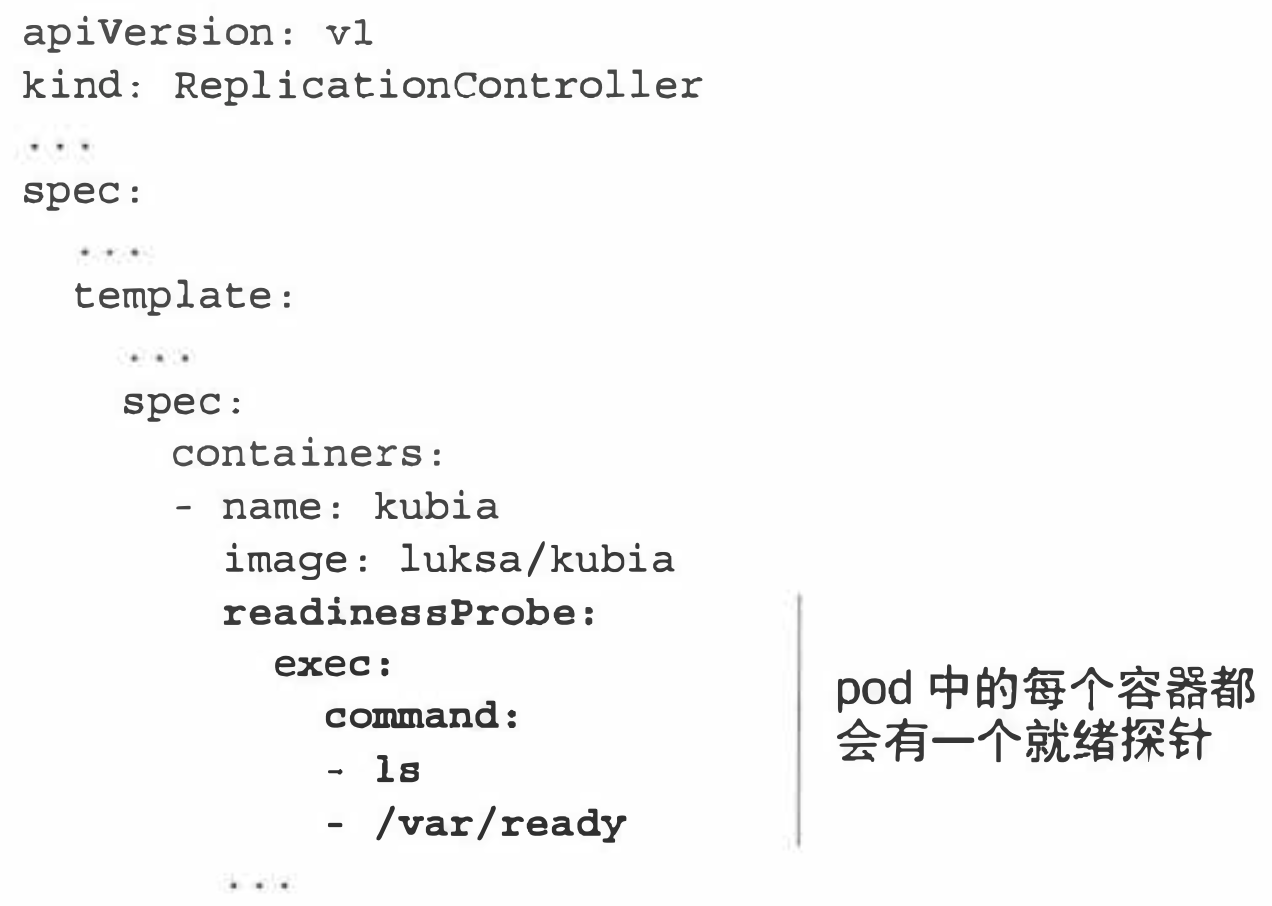 apiVersion: v1
kind: ReplicationController
...
spec:
  ...
  template:
    ...
    spec:
      containers:
      - name: kubia
        image: luksa/kubia
        readinessProbe:
          exec:
            command:
            - ls
            - /var/ready
        ...
pod 中的每个容器都
会有一个就绪探针